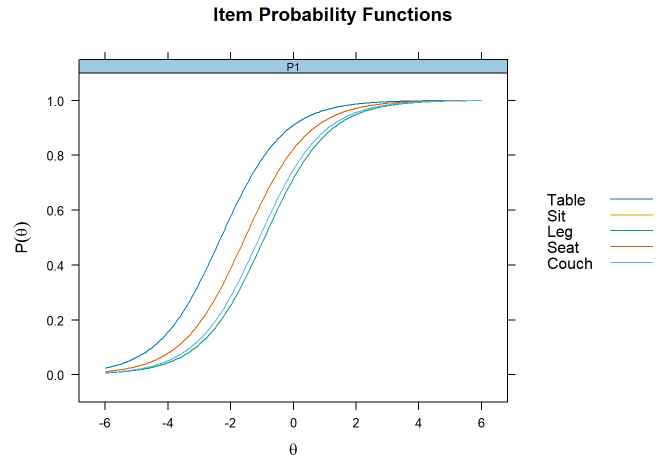 Item Probability Functions
P1
1.0
0.8
0.6
0.4
0.2
0.0
P(θ)
-6 -4 -2 0 2 4 6
θ
Table
Sit
Leg
Seat
Couch